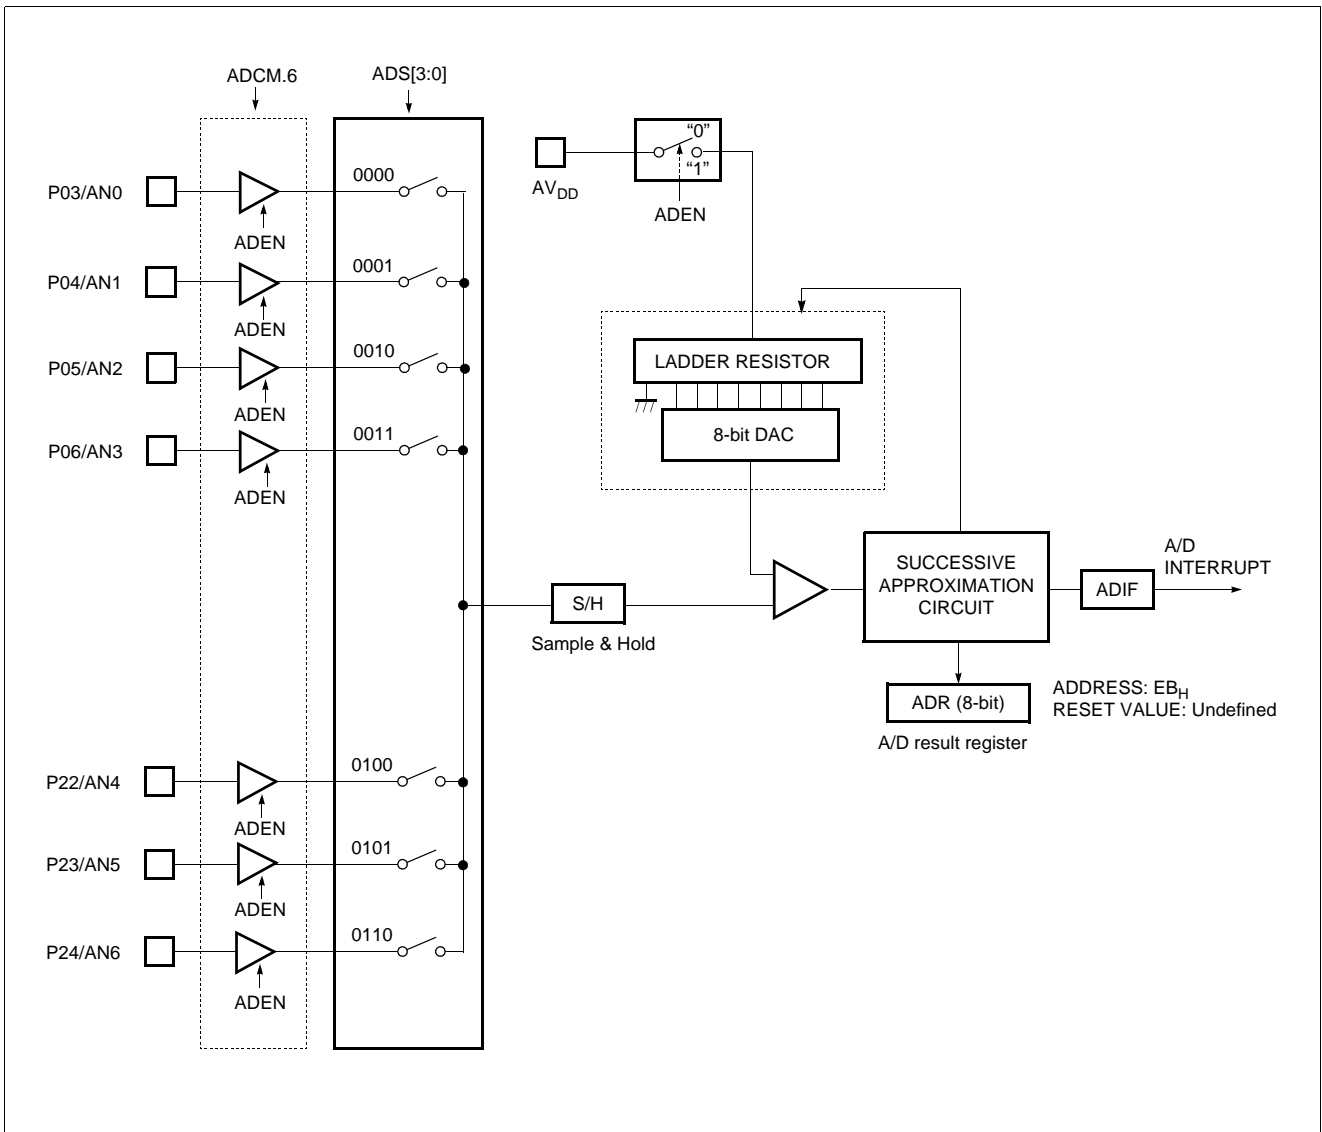 ADCM.6
ADS[3:0]
P03/AN0
ADEN
0000
P04/AN1
ADEN
0001
P05/AN2
ADEN
0010
P06/AN3
ADEN
0011
P22/AN4
ADEN
0100
P23/AN5
ADEN
0101
P24/AN6
ADEN
0110
AVDD
“0”
“1”
ADEN
LADDER RESISTOR
8-bit DAC
S/H
Sample & Hold
SUCCESSIVE
APPROXIMATION
CIRCUIT
ADIF
A/D
INTERRUPT
ADR (8-bit)
A/D result register
ADDRESS: EBH
RESET VALUE: Undefined